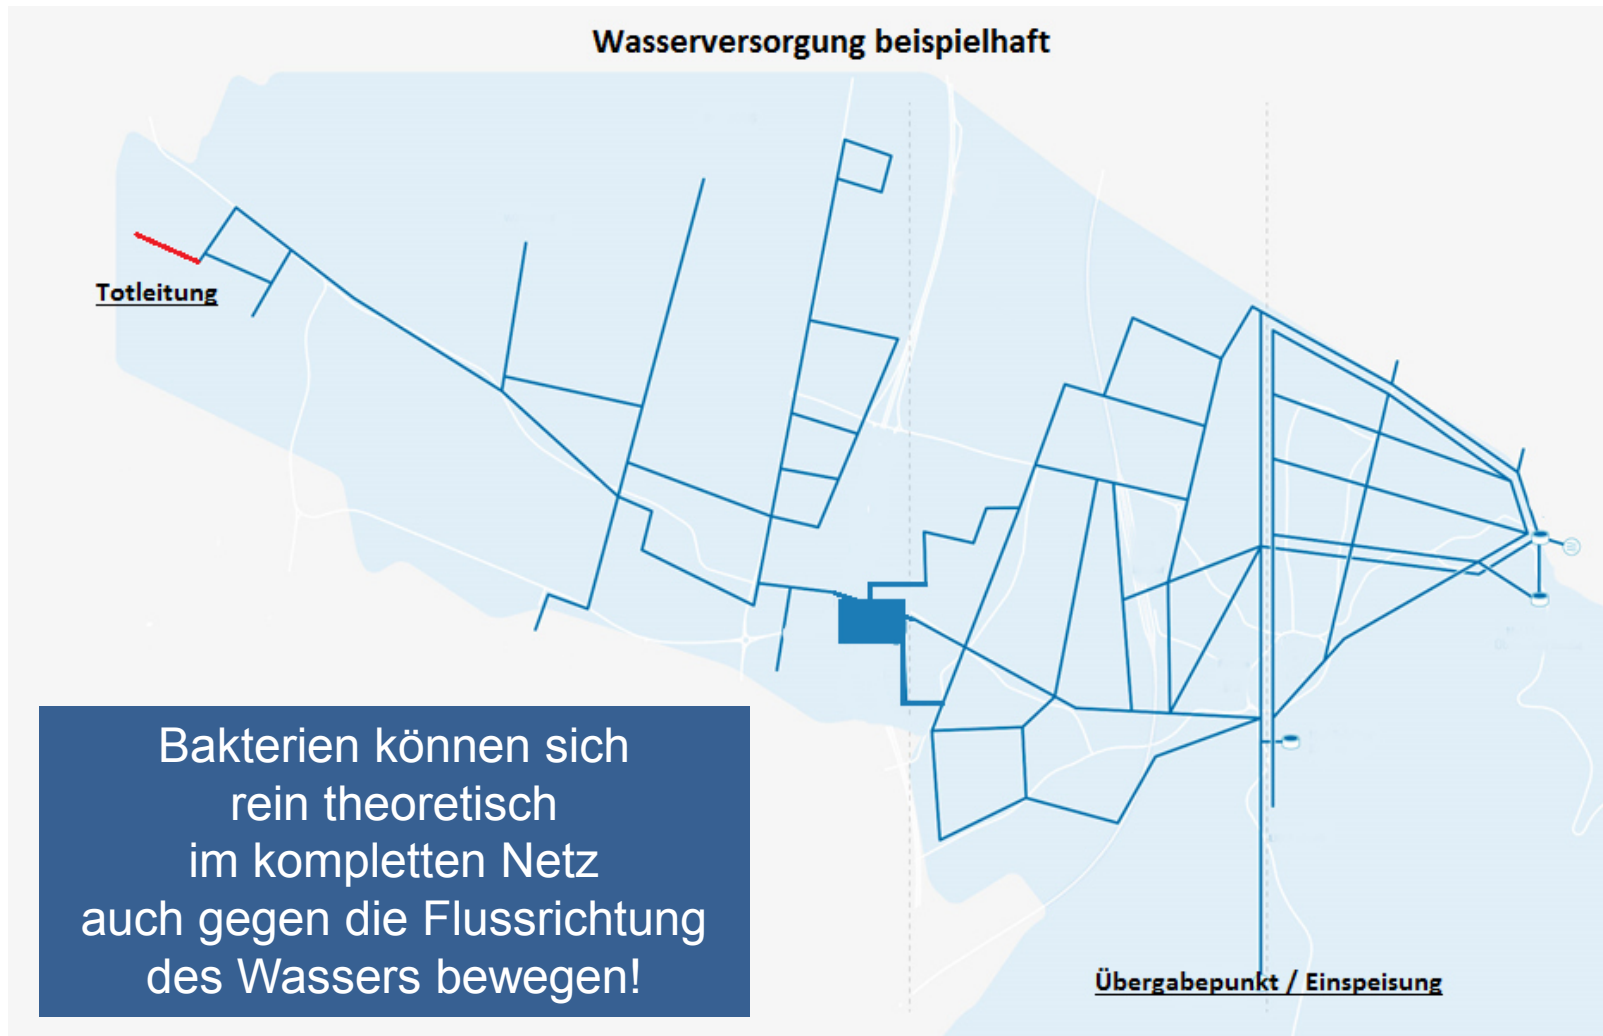 Wasserversorgung beispielhaft
Totleitung
Bakterien können sich
rein theoretisch
im kompletten Netz
auch gegen die Flussrichtung
des Wassers bewegen!
Übergabepunkt / Einspeisung